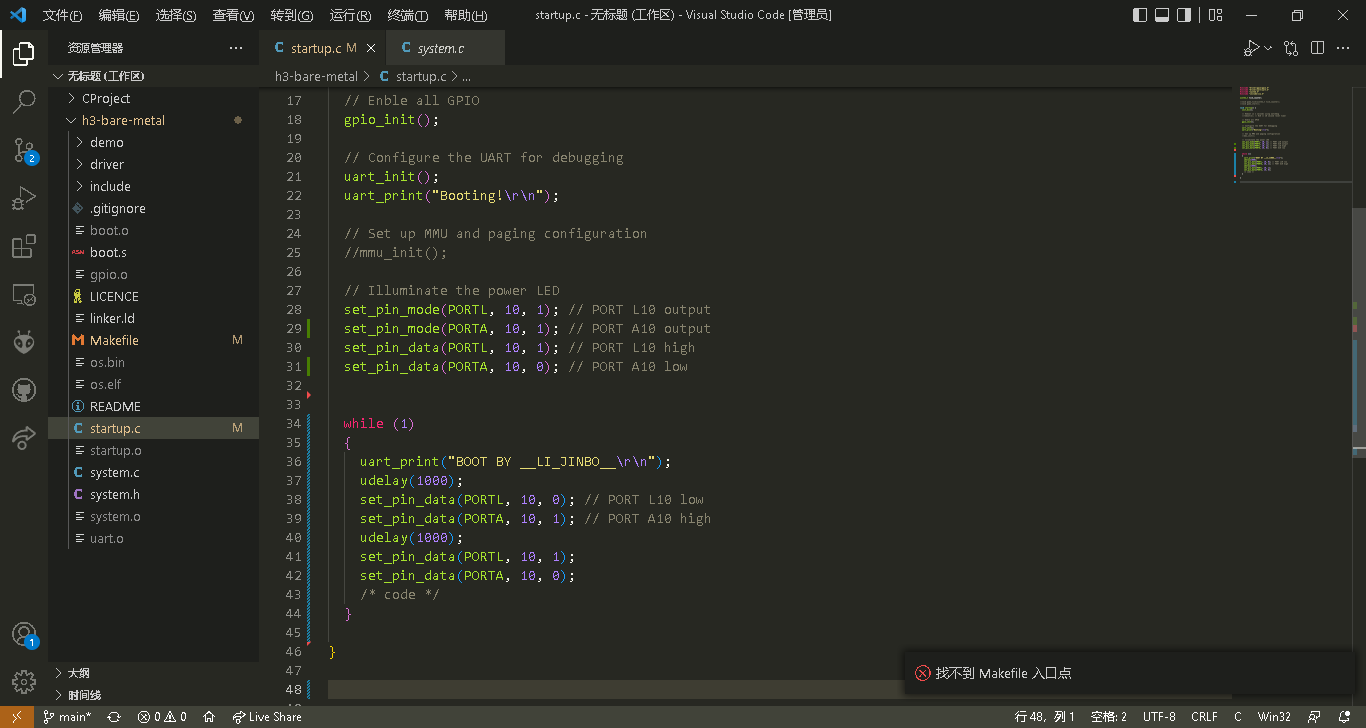 文件(F) 编辑(E) 选择(S) 查看(V) 转到(G) 运行(R) 终端(T) 帮助(H) startup.c - 无标题 (工作区) - Visual Studio Code [管理员]
资源管理器
无标题 (工作区)
CProject
h3-bare-metal
demo
driver
include
.gitignore
boot.o
ASM boot.s
gpio.o
LICENCE
linker.ld
Makefile M
os.bin
os.elf
README
C startup.c M
startup.o
C system.c
C system.h
system.o
uart.o
大纲
时间线
2
1
C startup.c M C system.c
h3-bare-metal > C startup.c > ...
17 // Enble all GPIO
18 gpio_init();
19
20 // Configure the UART for debugging
21 uart_init();
22 uart_print("Booting!\r\n");
23
24 // Set up MMU and paging configuration
25 //mmu_init();
26
27 // Illuminate the power LED
28 set_pin_mode(PORTL, 10, 1); // PORT L10 output
29 set_pin_mode(PORTA, 10, 1); // PORT A10 output
30 set_pin_data(PORTL, 10, 1); // PORT L10 high
31 set_pin_data(PORTA, 10, 0); // PORT A10 low
32
33
34 while (1)
35 {
36 uart_print("BOOT BY __LI_JINBO__\r\n");
37 udelay(1000);
38 set_pin_data(PORTL, 10, 0); // PORT L10 low
39 set_pin_data(PORTA, 10, 1); // PORT A10 high
40 udelay(1000);
41 set_pin_data(PORTL, 10, 1);
42 set_pin_data(PORTA, 10, 0);
43 /* code */
44 }
45
46 }
47
48
找不到 Makefile 入口点
main* 0 0 Live Share 行 48，列 1 空格: 2 UTF-8 CRLF C Win32